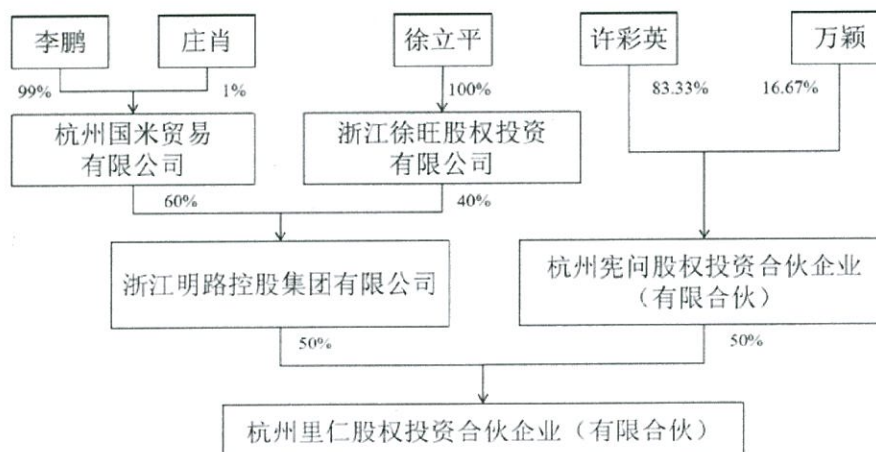 李鹏
庄肖
徐立平
许彩英
万颖
99%
1%
100%
83.33%
16.67%
杭州国米贸易
有限公司
浙江徐旺股权投资
有限公司
60%
40%
浙江明路控股集团有限公司
杭州宪问股权投资合伙企业
（有限合伙）
50%
50%
杭州里仁股权投资合伙企业（有限合伙）